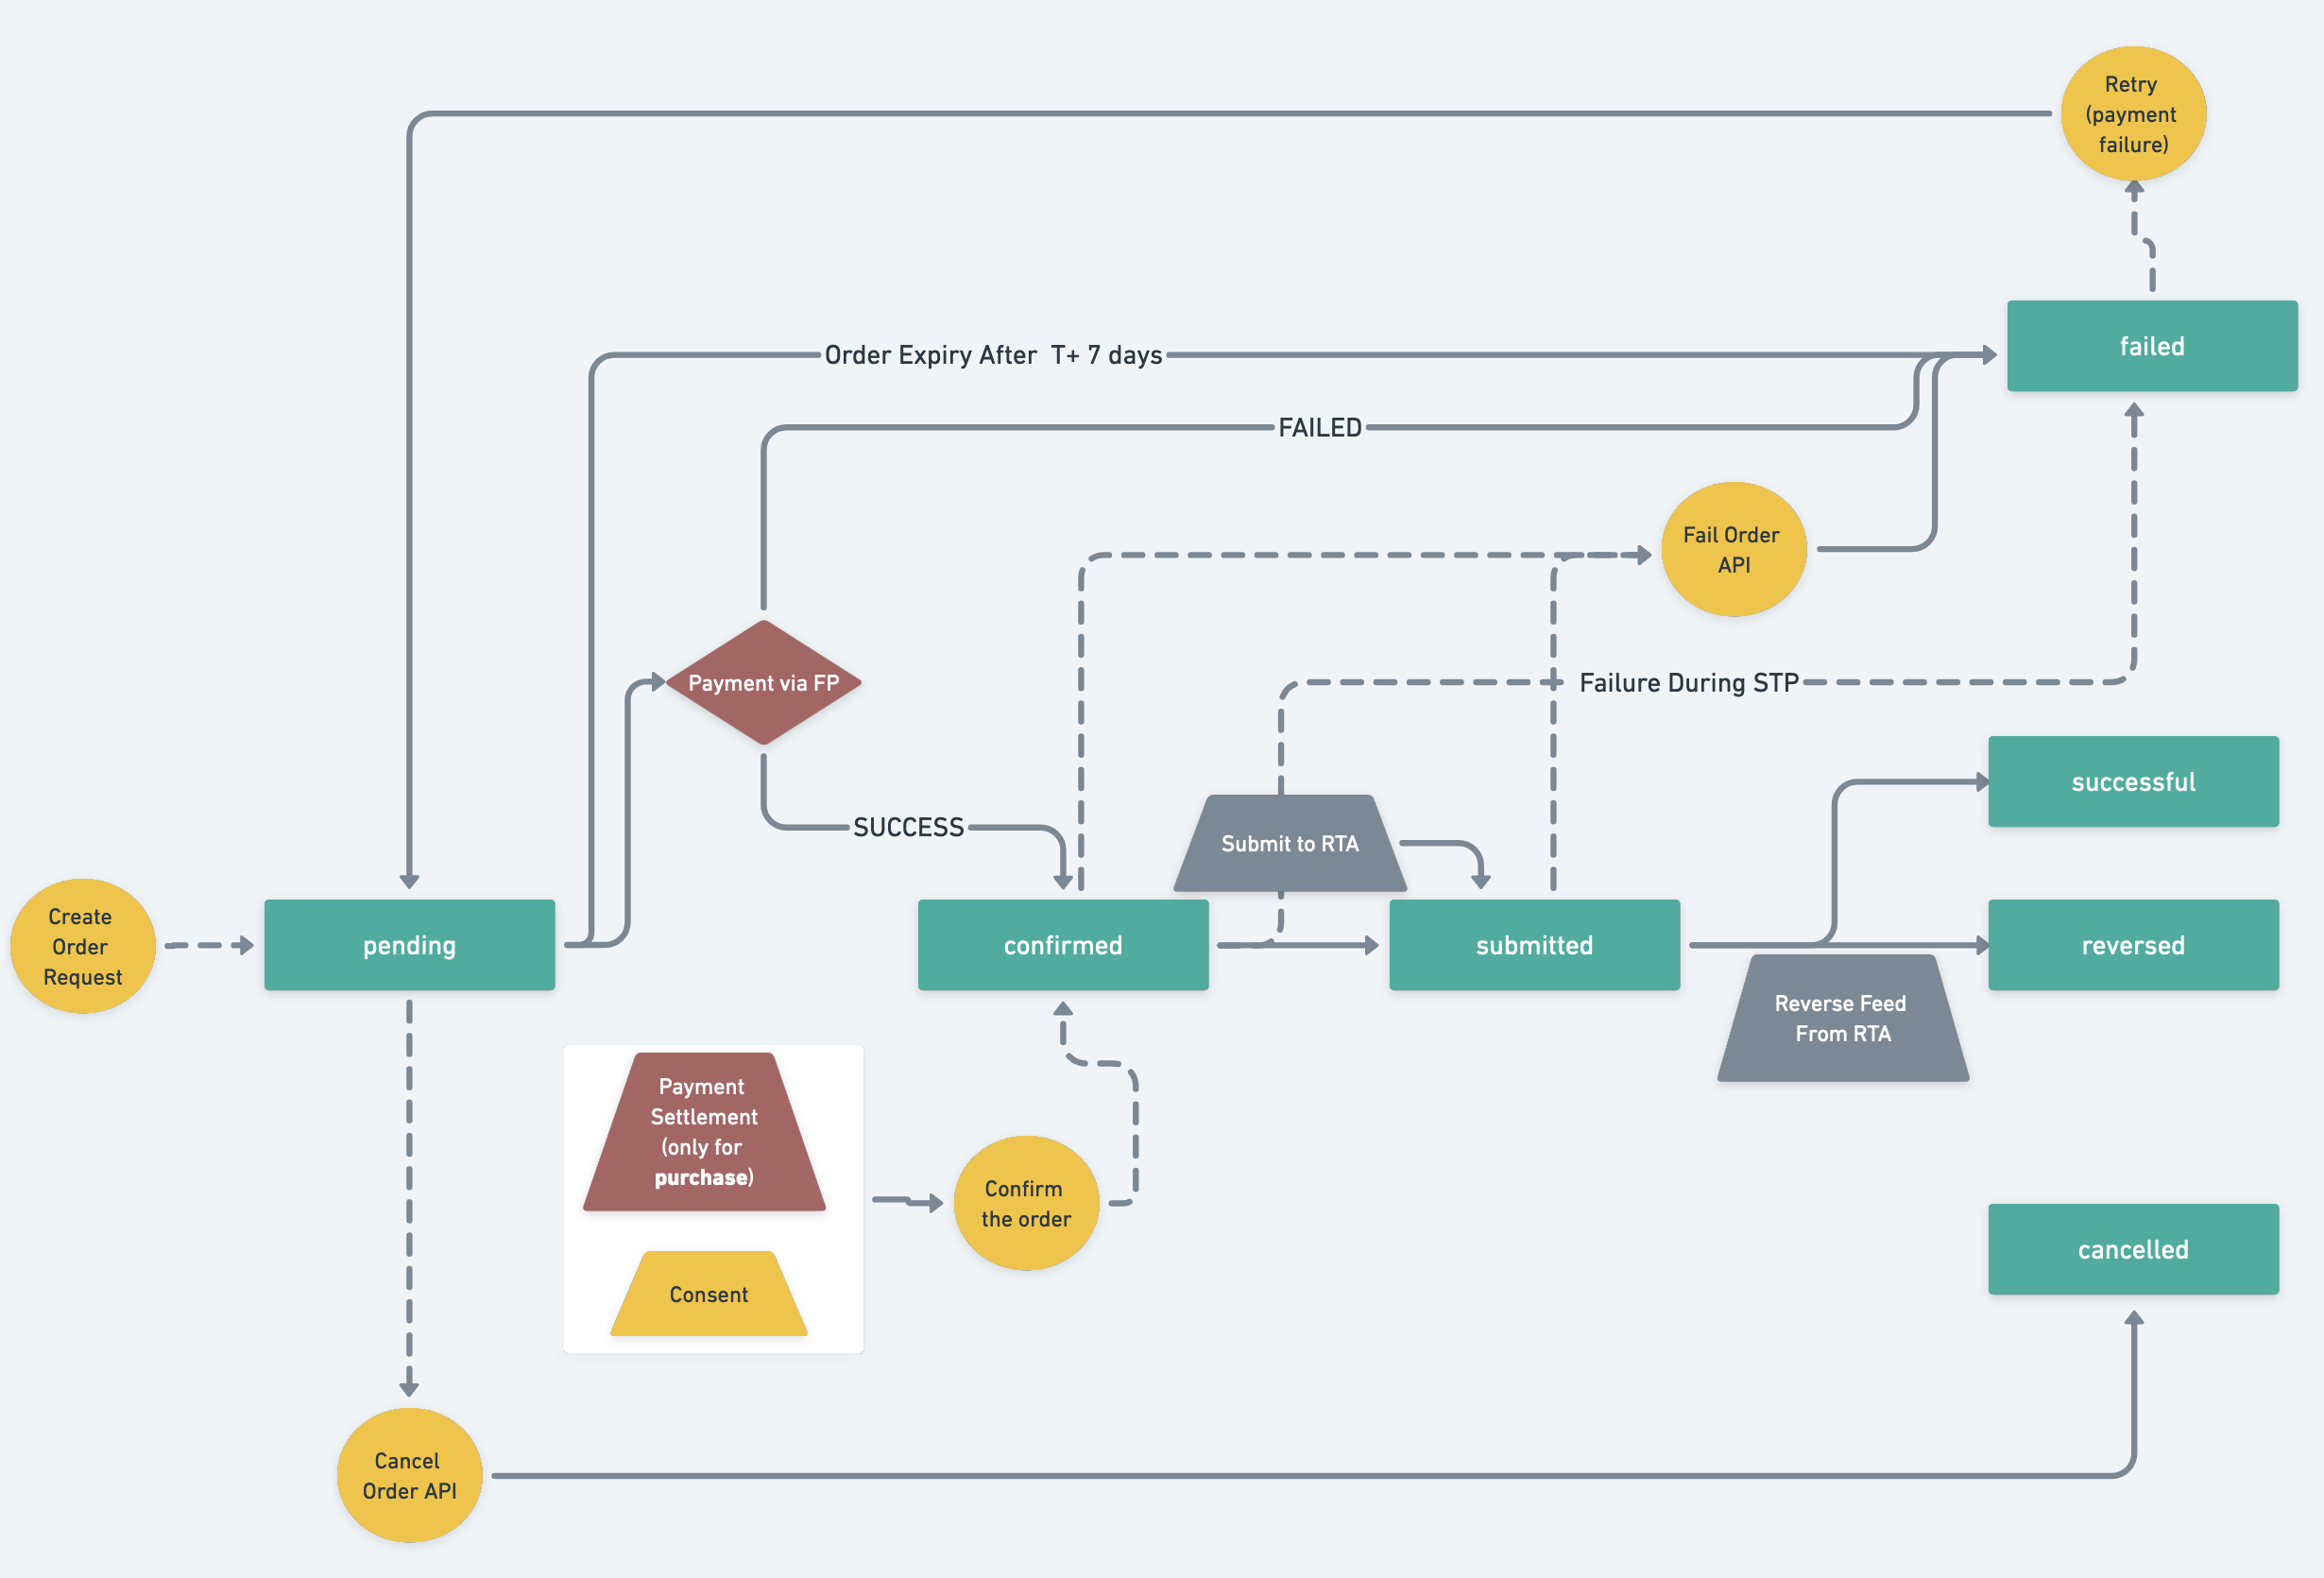 Retry
(payment
failure)
failed
Order Expiry After  T+ 7 days
FAILED
Fail Order
API
Payment via FP
Failure During STP
successful
SUCCESS
Submit to RTA
Create
Order
Request
pending
confirmed
submitted
reversed
Reverse Feed
From RTA
Payment
Settlement
(only for
purchase)
Confirm
the order
cancelled
Consent
Cancel
Order API